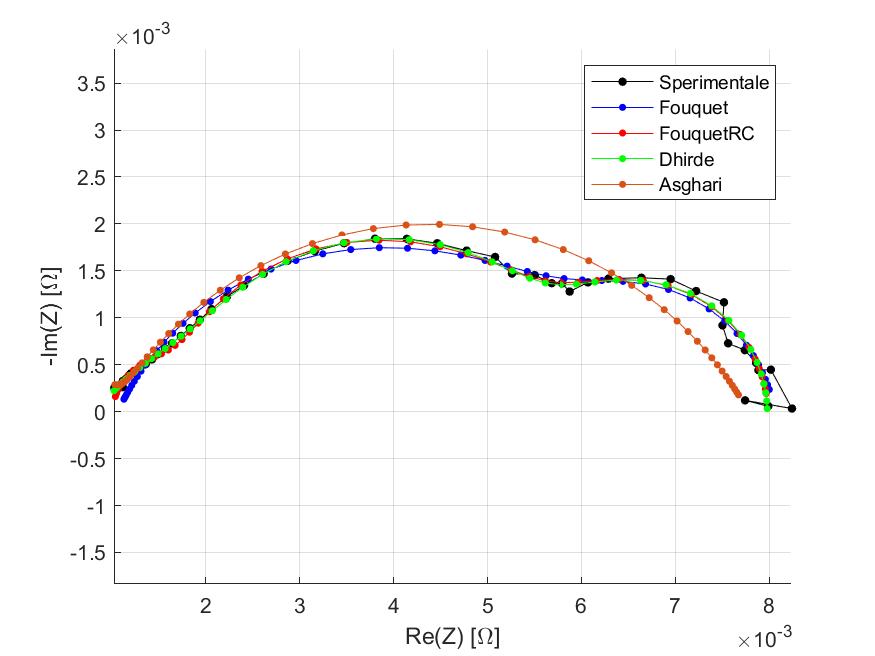 ×10⁻³
3.5
3
2.5
2
1.5
1
0.5
0
-0.5
-1
-1.5
-Im(Z) [Ω]
Sperimentale
Fouquet
FouquetRC
Dhirde
Asghari
2 3 4 5 6 7 8
Re(Z) [Ω]
×10⁻³